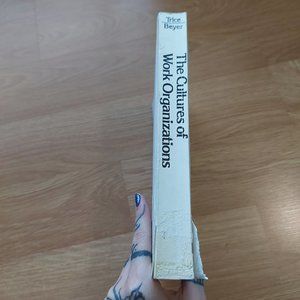 Trice
Beyer
The Cultures of
Work Organizations